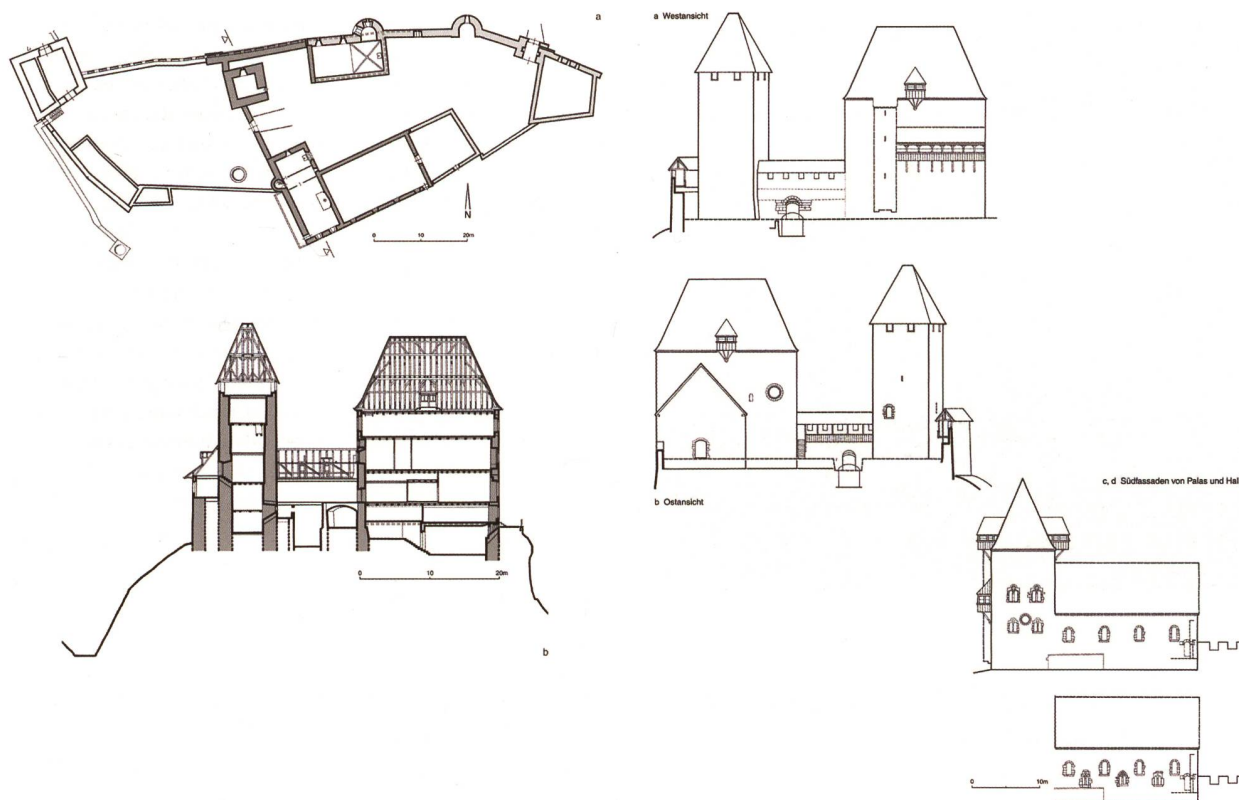 a
N
0 10 20m
0 10 20m
b
a Westansicht
b Ostansicht
c, d Südfassaden von Palas und Hal
0 10m